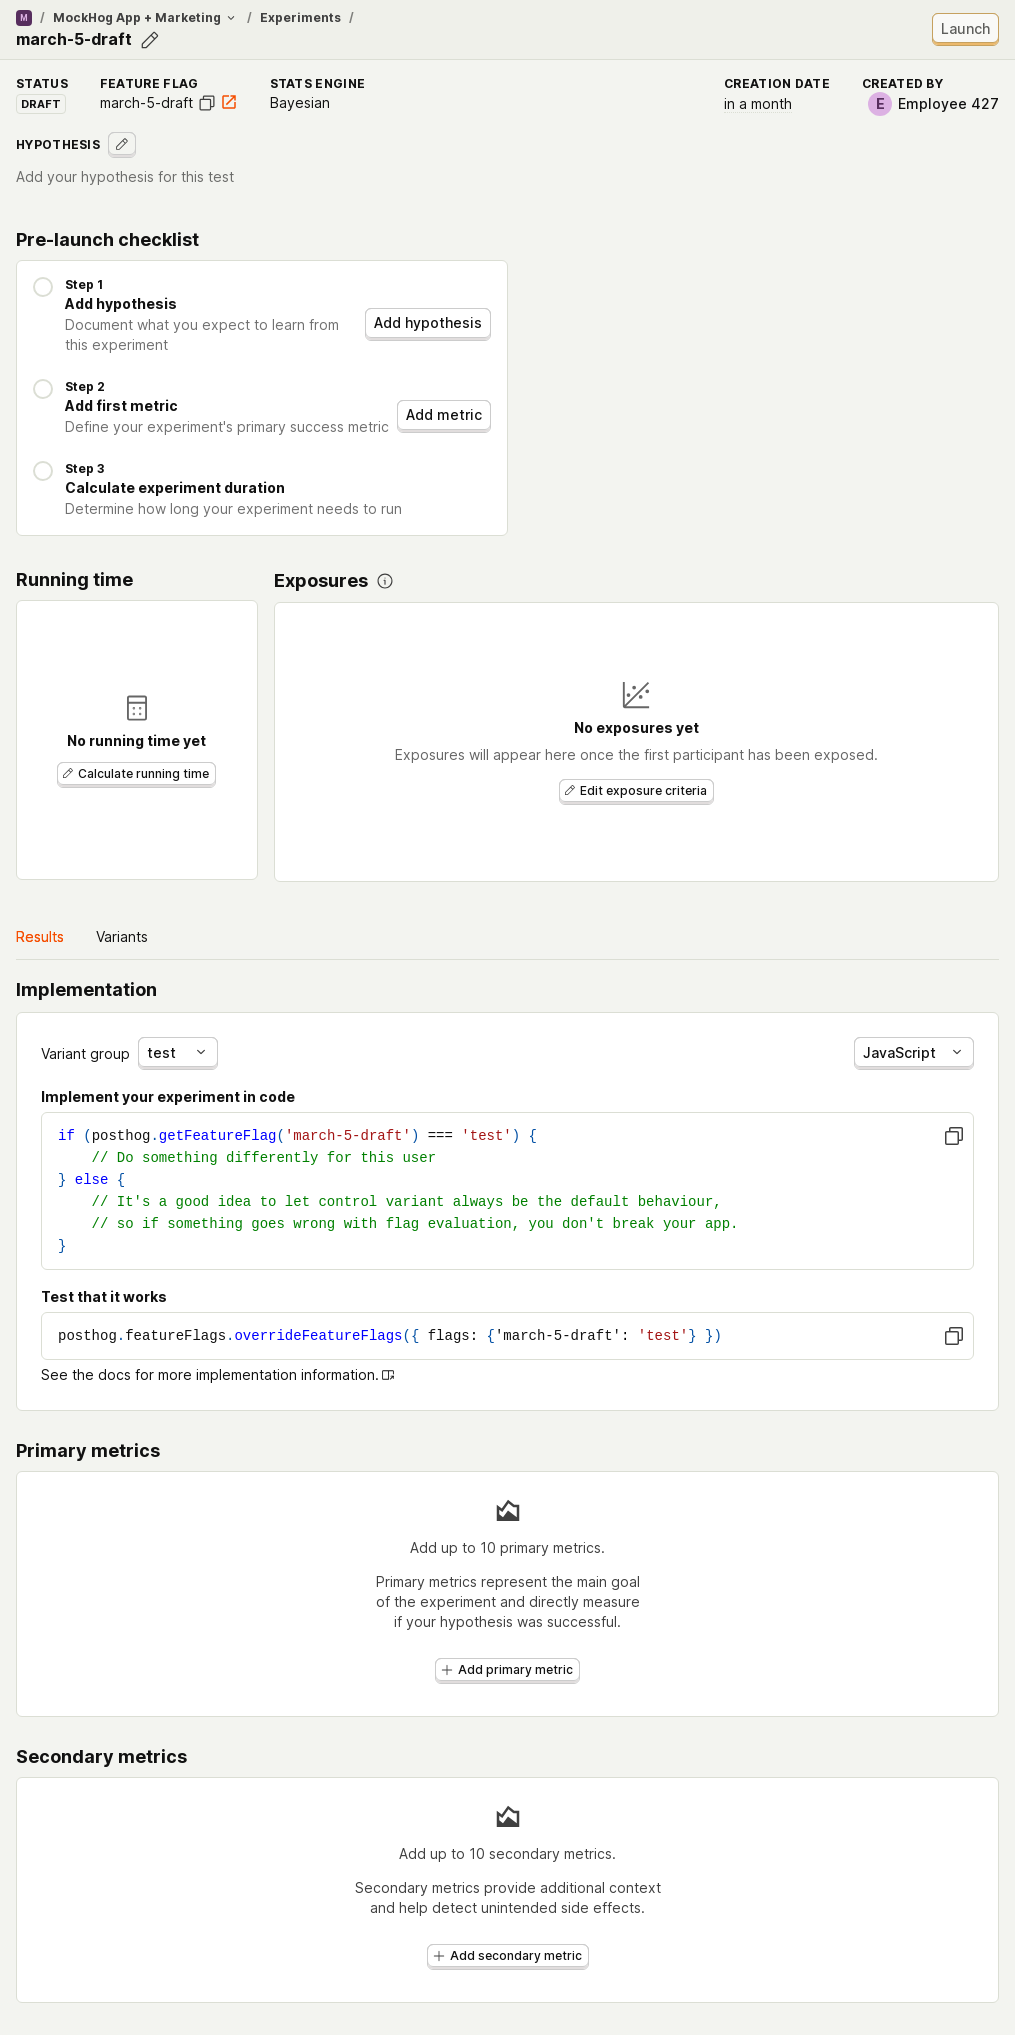 M / MockHog App + Marketing / Experiments /
march-5-draft
Launch
STATUS
DRAFT
FEATURE FLAG
march-5-draft
STATS ENGINE
Bayesian
CREATION DATE
in a month
CREATED BY
E Employee 427
HYPOTHESIS
Add your hypothesis for this test
Pre-launch checklist
Step 1
Add hypothesis
Document what you expect to learn from
this experiment
Add hypothesis
Step 2
Add first metric
Define your experiment's primary success metric
Add metric
Step 3
Calculate experiment duration
Determine how long your experiment needs to run
Running time
No running time yet
Calculate running time
Exposures
No exposures yet
Exposures will appear here once the first participant has been exposed.
Edit exposure criteria
Results Variants
Implementation
Variant group test JavaScript
Implement your experiment in code
if (posthog.getFeatureFlag('march-5-draft') === 'test') {
    // Do something differently for this user
} else {
    // It's a good idea to let control variant always be the default behaviour,
    // so if something goes wrong with flag evaluation, you don't break your app.
}
Test that it works
posthog.featureFlags.overrideFeatureFlags({ flags: {'march-5-draft': 'test'} })
See the docs for more implementation information.
Primary metrics
Add up to 10 primary metrics.
Primary metrics represent the main goal
of the experiment and directly measure
if your hypothesis was successful.
Add primary metric
Secondary metrics
Add up to 10 secondary metrics.
Secondary metrics provide additional context
and help detect unintended side effects.
Add secondary metric